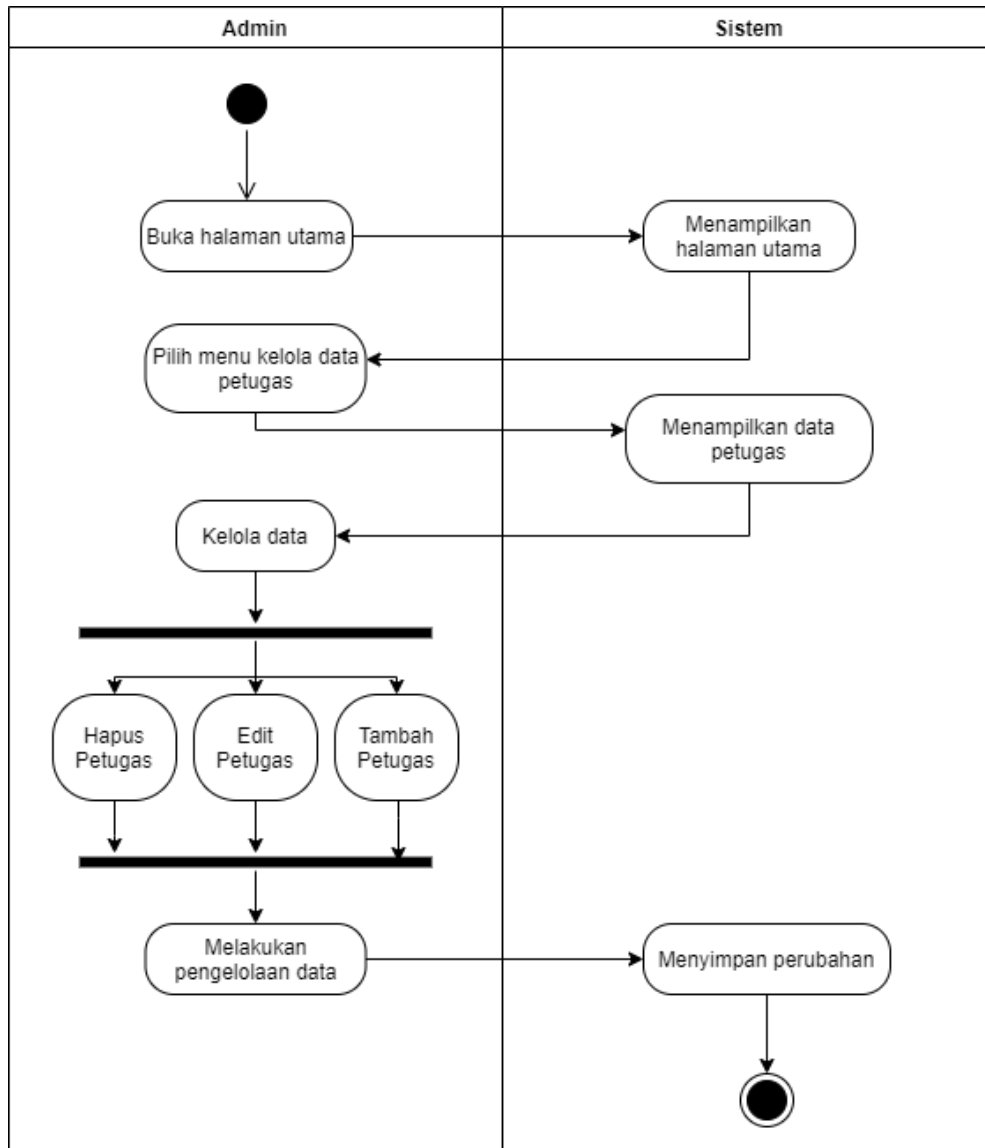 Admin
Sistem
Buka halaman utama
Menampilkan
halaman utama
Pilih menu kelola data
petugas
Menampilkan data
petugas
Kelola data
Hapus
Petugas
Edit
Petugas
Tambah
Petugas
Melakukan
pengelolaan data
Menyimpan perubahan